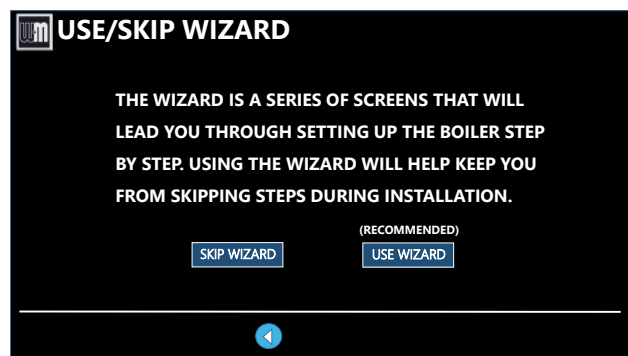 wm USE/SKIP WIZARD
THE WIZARD IS A SERIES OF SCREENS THAT WILL
LEAD YOU THROUGH SETTING UP THE BOILER STEP
BY STEP. USING THE WIZARD WILL HELP KEEP YOU
FROM SKIPPING STEPS DURING INSTALLATION.
(RECOMMENDED)
SKIP WIZARD USE WIZARD